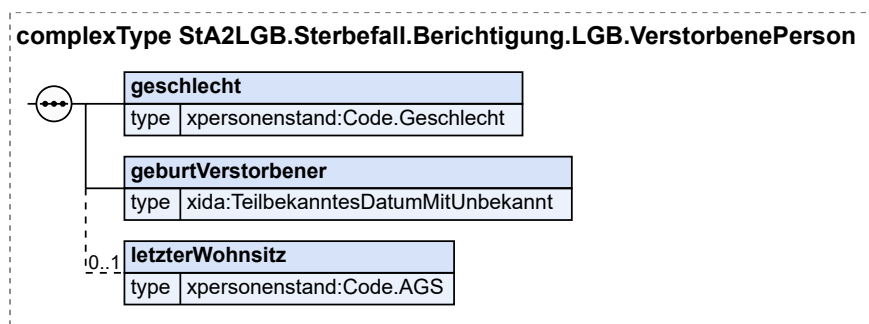 complexType StA2LGB.Sterbefall.Berichtigung.LGB.VerstorbenePerson
geschlecht
type xpersonenstand:Code.Geschlecht
geburtVerstorbener
type xida:TeilbekanntesDatumMitUnbekannt
0..1 letzterWohnsitz
type xpersonenstand:Code.AGS